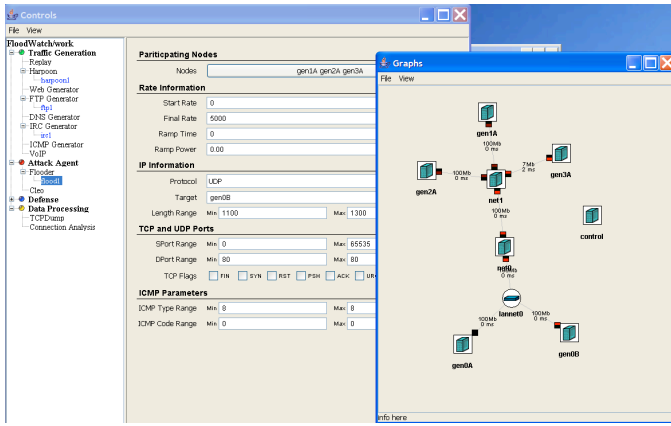 Controls
File View
FloodWatch/work
Traffic Generation
Replay
Harpoon
harpoon1
Web Generator
FTP Generator
ftp1
DNS Generator
IRC Generator
irc1
ICMP Generator
VoIP
Attack Agent
Flooder
flood1
Cleo
Defense
Data Processing
TCPDump
Connection Analysis
Pariticpating Nodes
Nodes gen1A gen2A gen3A
Rate Information
Start Rate 0
Final Rate 5000
Ramp Time 0
Ramp Power 0.00
IP Information
Protocol UDP
Target gen0B
Length Range Min 1100 Max 1300
TCP and UDP Ports
SPort Range Min 0 Max 65535
DPort Range Min 80 Max 80
TCP Flags FIN SYN RST PSH ACK
ICMP Parameters
ICMP Type Range Min 8 Max 8
ICMP Code Range Min 0 Max 0
Graphs
File View
gen1A
100Mb
0 ms
gen2A
100Mb
0 ms
7Mb
2 ms
gen3A
net1
100Mb
0 ms
control
net0
0 ms
lannet0
100Mb
0 ms
100Mb
0 ms
gen0A
gen0B
info here